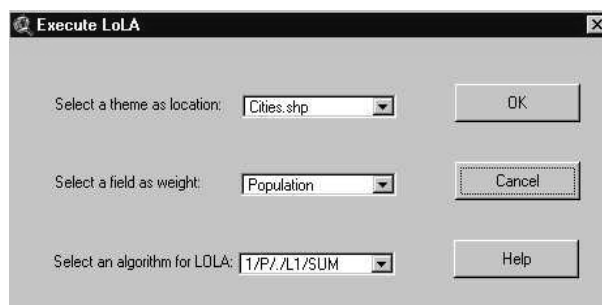 Execute LoLA
Select a theme as location: Cities.shp OK
Select a field as weight: Population Cancel
Select an algorithm for LOLA: 1/P/./L1/SUM Help